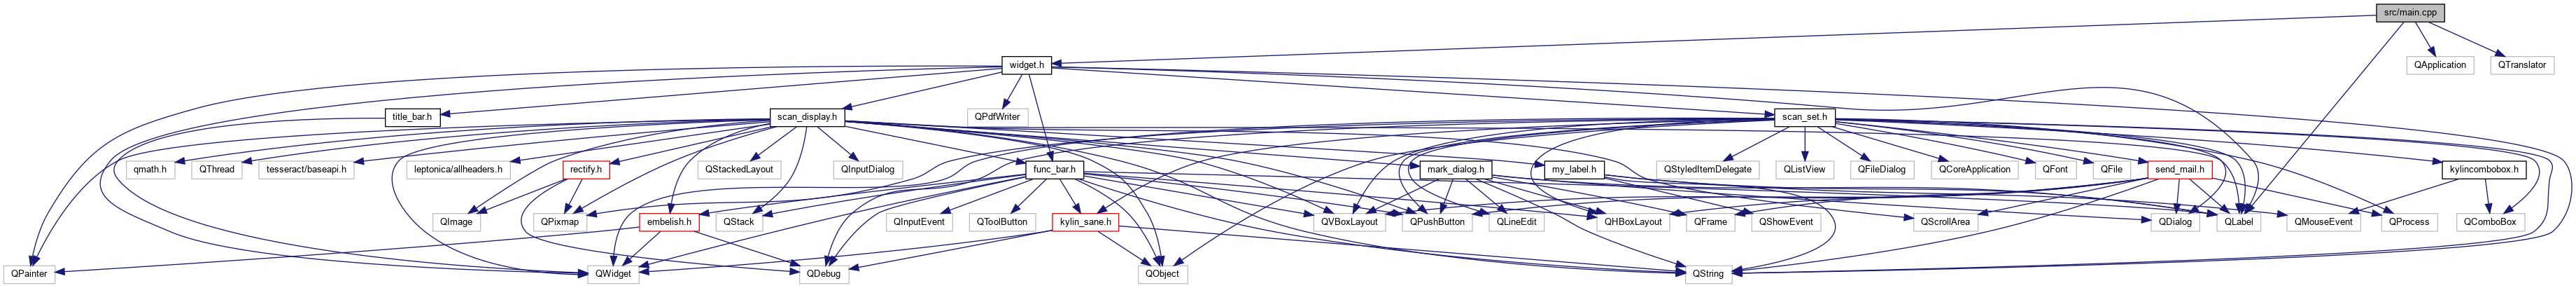 src/main.cpp
widget.h
QApplication
QTranslator
title_bar.h
scan_display.h
QPdfWriter
scan_set.h
qmath.h
QThread
tesseract/baseapi.h
leptonica/allheaders.h
rectify.h
QStackedLayout
QInputDialog
func_bar.h
mark_dialog.h
my_label.h
QStyledItemDelegate
QListView
QFileDialog
QCoreApplication
QFont
QFile
send_mail.h
kylincombobox.h
QImage
QPixmap
embelish.h
QStack
QInputEvent
QToolButton
kylin_sane.h
QVBoxLayout
QPushButton
QLineEdit
QHBoxLayout
QFrame
QShowEvent
QScrollArea
QDialog
QLabel
QMouseEvent
QProcess
QComboBox
QPainter
QWidget
QDebug
QObject
QString